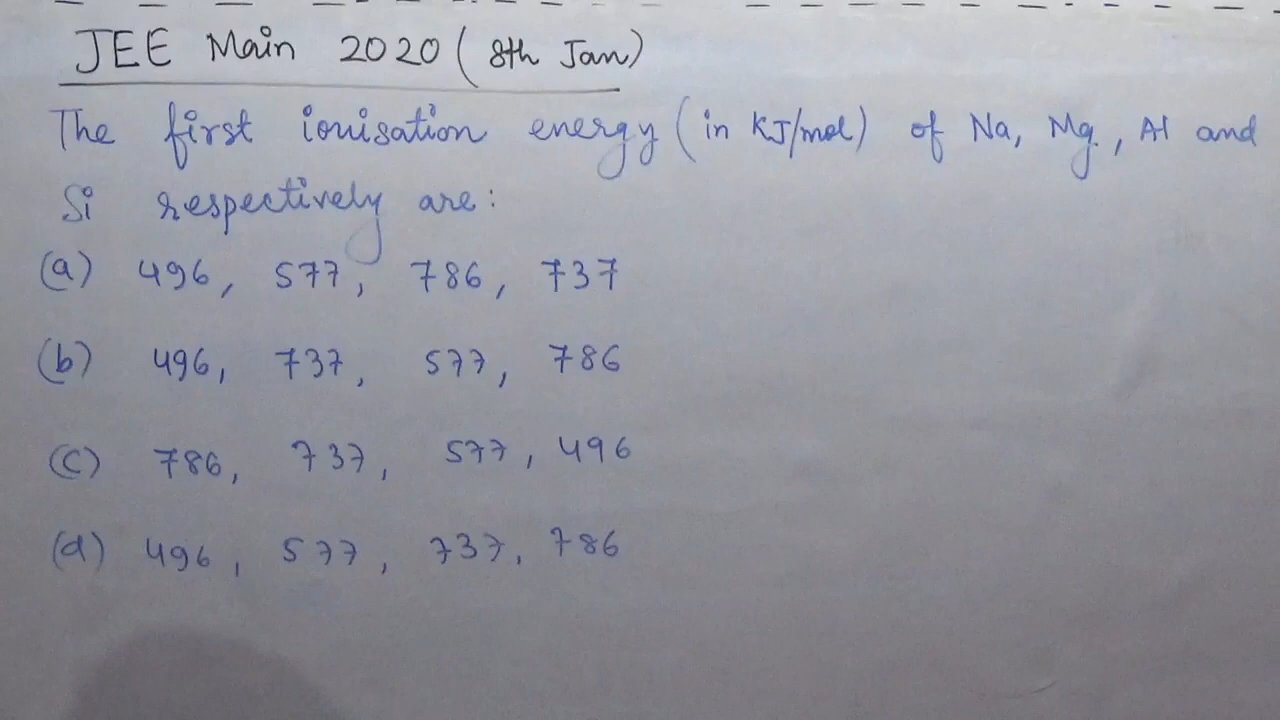 JEE Main 2020 (8th Jan)
The first ionisation energy (in KJ/mol) of Na, Mg, Al and
Si respectively are:
(a) 496, 577, 786, 737
(b) 496, 737, 577, 786
(c) 786, 737, 577, 496
(d) 496, 577, 737, 786